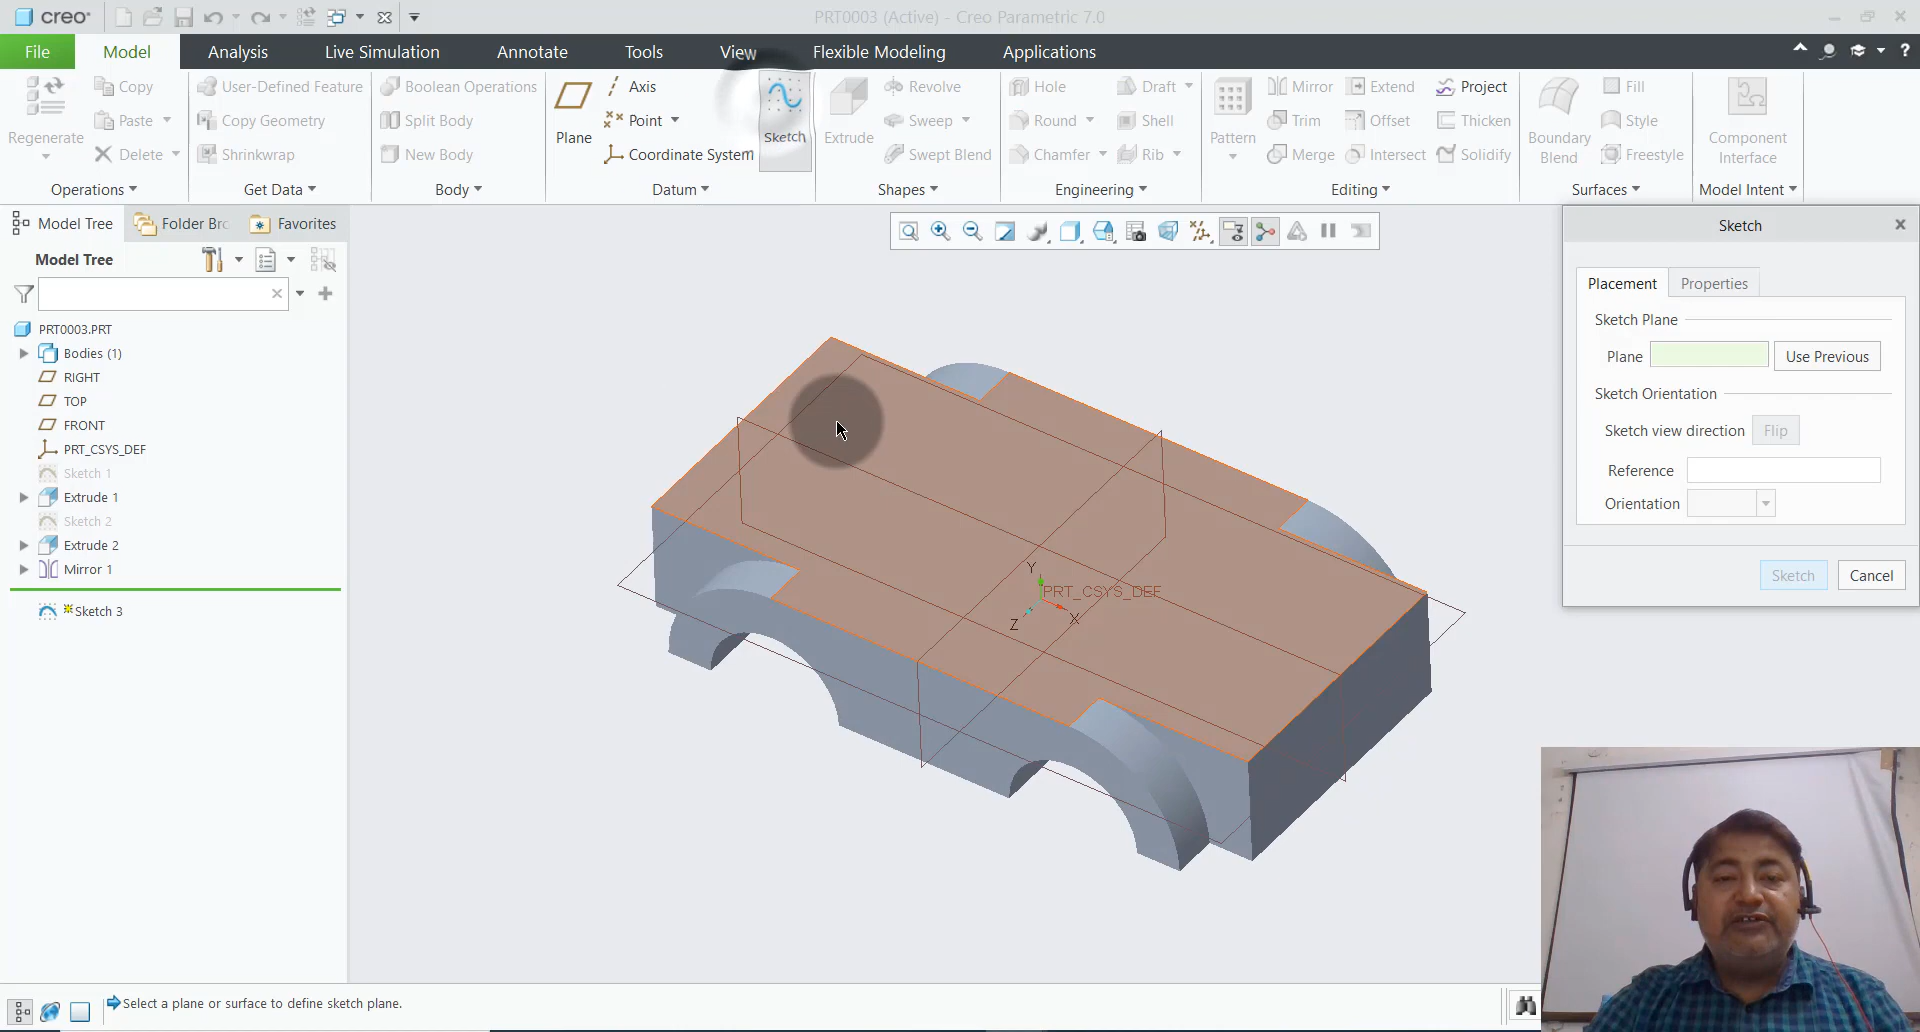 creo
PRT0003 (Active) - Creo Parametric 7.0
File Model Analysis Live Simulation Annotate Tools View Flexible Modeling Applications
Regenerate
Copy
Paste
Delete
Operations
User-Defined Feature
Copy Geometry
Shrinkwrap
Get Data
Boolean Operations
Split Body
New Body
Body
Plane
Axis
Point
Coordinate System
Datum
Sketch
Extrude
Revolve
Sweep
Swept Blend
Shapes
Hole
Round
Chamfer
Draft
Shell
Rib
Engineering
Pattern
Mirror
Trim
Merge
Extend
Offset
Intersect
Project
Thicken
Solidify
Editing
Boundary
Blend
Fill
Style
Freestyle
Surfaces
Component
Interface
Model Intent
Model Tree Folder Bro Favorites
Model Tree
PRT0003.PRT
Bodies (1)
RIGHT
TOP
FRONT
PRT_CSYS_DEF
Sketch 1
Extrude 1
Sketch 2
Extrude 2
Mirror 1
Sketch 3
Y
PRT_CSYS_DEF
X
Z
Sketch
Placement Properties
Sketch Plane
Plane Use Previous
Sketch Orientation
Sketch view direction Flip
Reference
Orientation
Sketch Cancel
Select a plane or surface to define sketch plane.